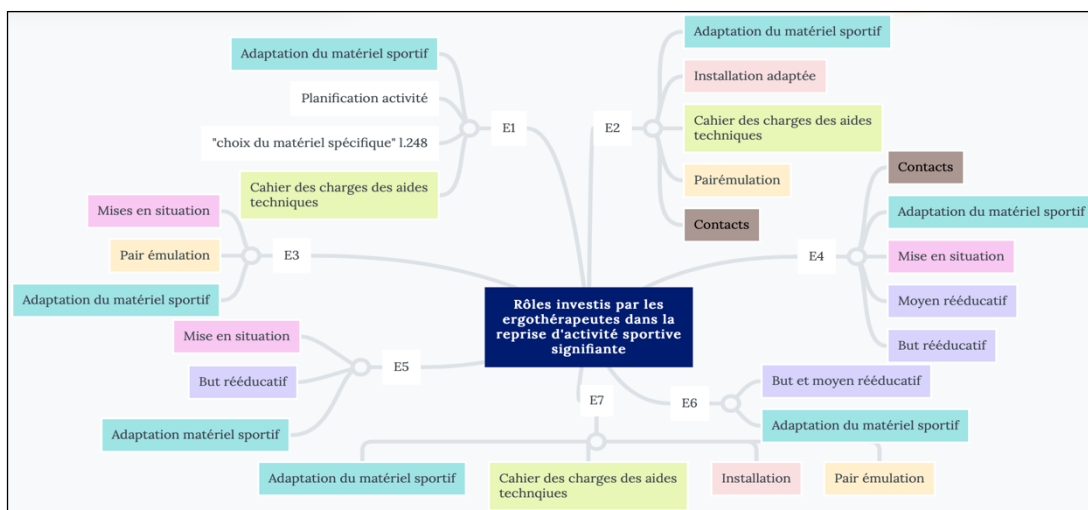 Adaptation du matériel sportif
Planification activité
"choix du matériel spécifique" l.248
Cahier des charges des aides
techniques
E1
E2
Adaptation du matériel sportif
Installation adaptée
Cahier des charges des aides
techniques
Pairémulation
Contacts
Mises en situation
Pair émulation
Adaptation du matériel sportif
E3
E4
Contacts
Adaptation du matériel sportif
Mise en situation
Moyen rééducatif
But rééducatif
Rôles investis par les
ergothérapeutes dans la
reprise d'activité sportive
signifiante
Mise en situation
But rééducatif
Adaptation matériel sportif
E5
E6
But et moyen rééducatif
Adaptation du matériel sportif
E7
Adaptation du matériel sportif
Cahier des charges des aides
technqiues
Installation
Pair émulation